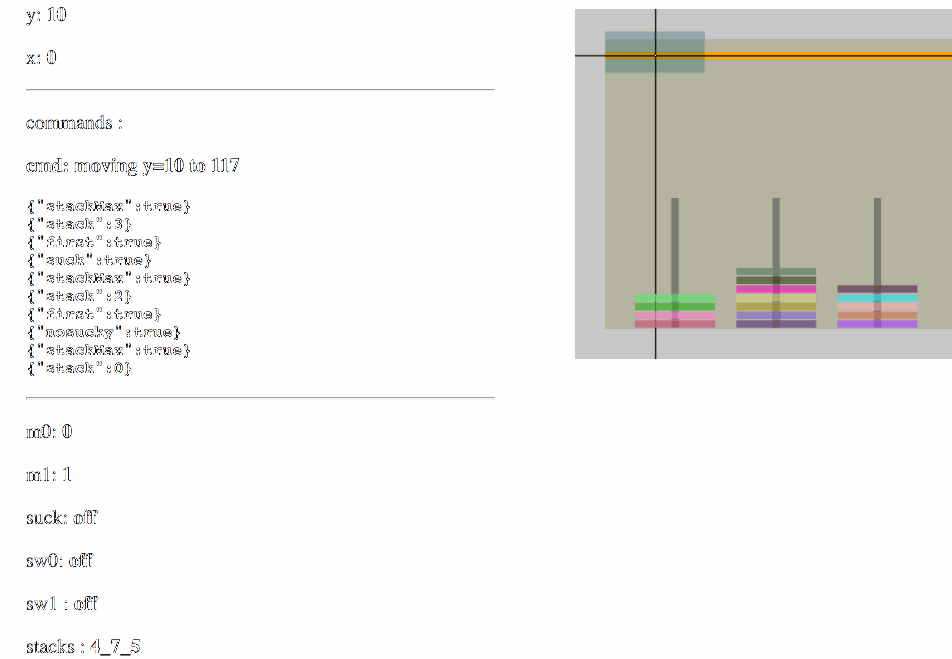 y: 10
x: 0
commands :
cmd: moving y=10 to 117
{"stackMax":true}
{"stack":3}
{"first":true}
{"suck":true}
{"stackMax":true}
{"stack":2}
{"first":true}
{"nosucky":true}
{"stackMax":true}
{"stack":0}
m0: 0
m1: 1
suck: off
sw0: off
sw1 : off
stacks : 4_7_5